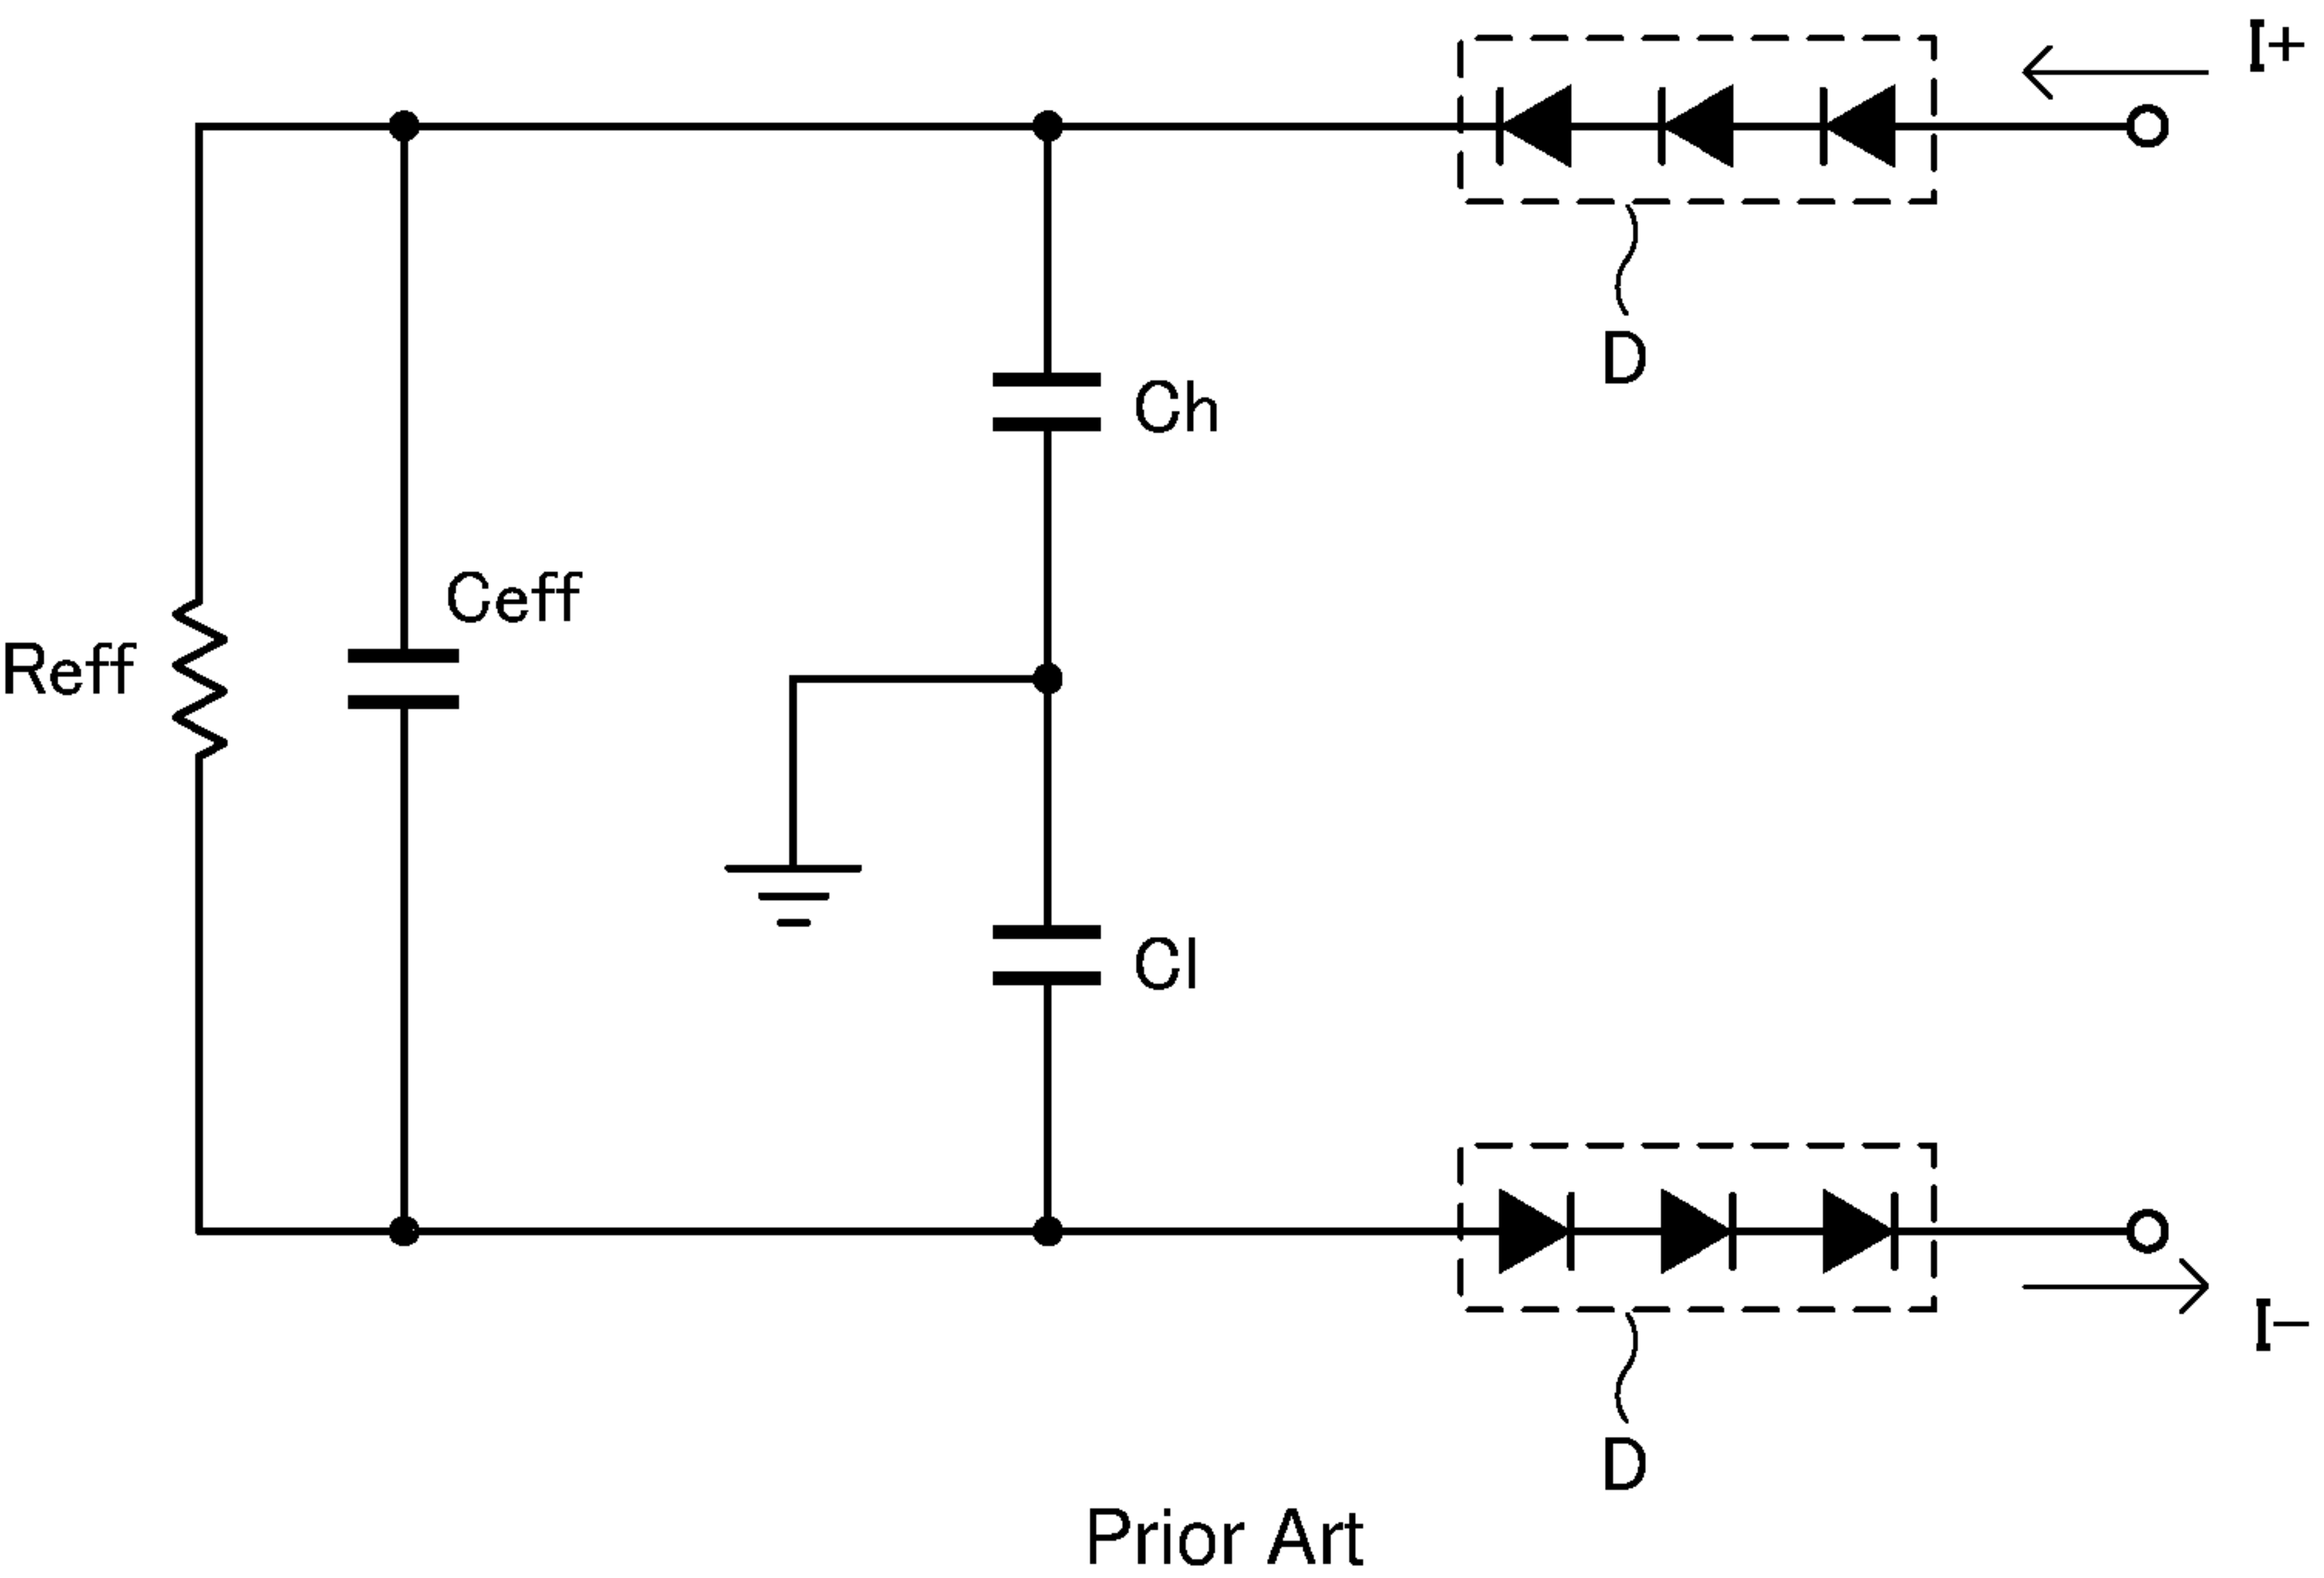 I+
D
Ch
Ceff
Reff
Cl
I−
D
Prior Art